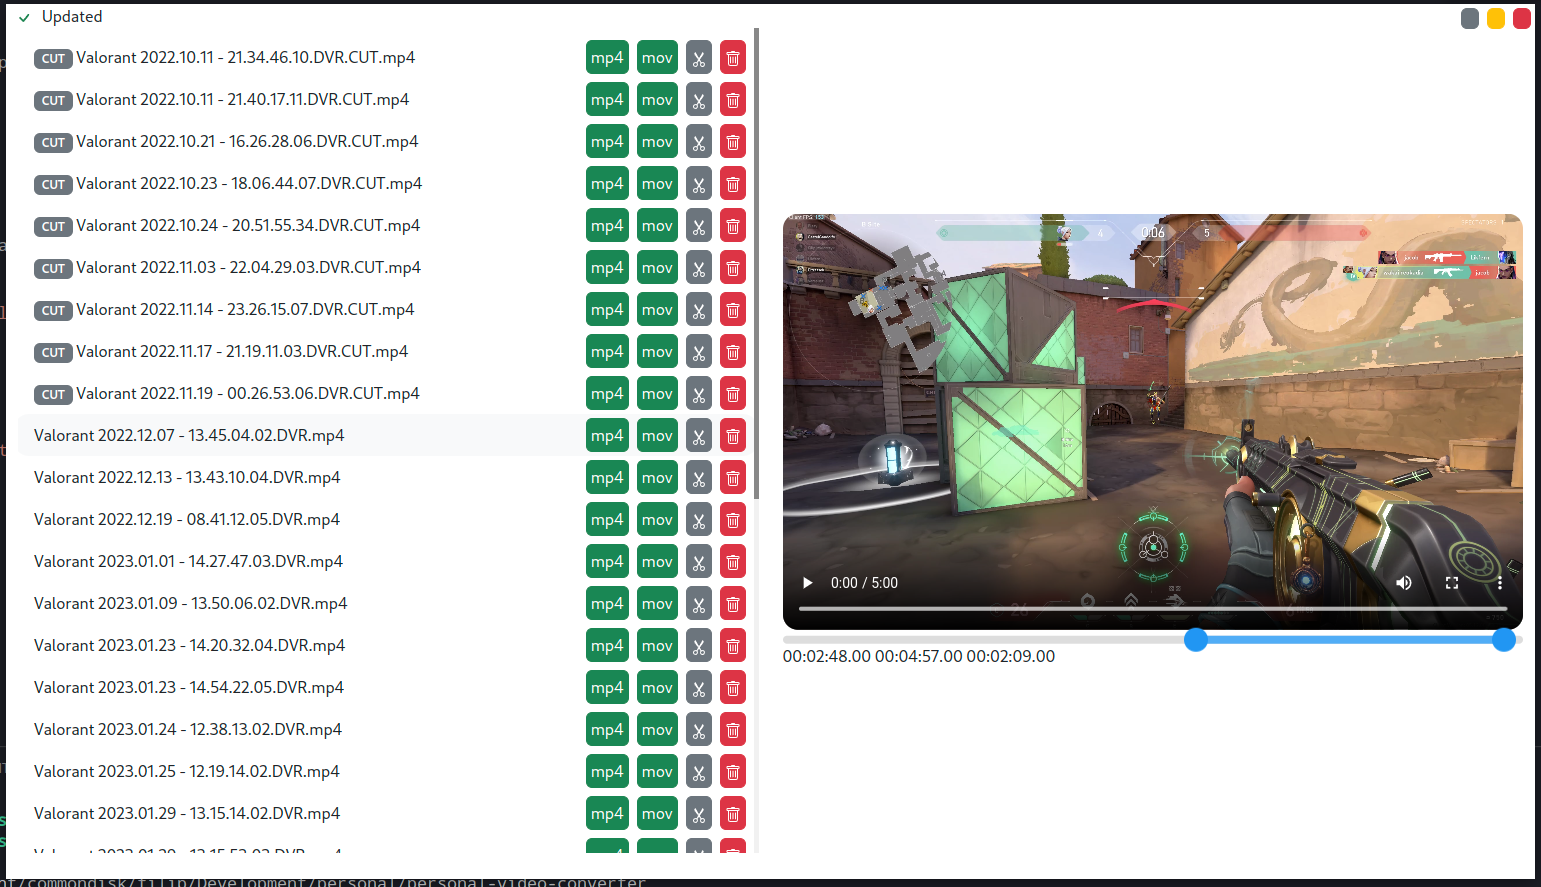 Updated
CUT Valorant 2022.10.11 - 21.34.46.10.DVR.CUT.mp4 mp4 mov
CUT Valorant 2022.10.11 - 21.40.17.11.DVR.CUT.mp4 mp4 mov
CUT Valorant 2022.10.21 - 16.26.28.06.DVR.CUT.mp4 mp4 mov
CUT Valorant 2022.10.23 - 18.06.44.07.DVR.CUT.mp4 mp4 mov
CUT Valorant 2022.10.24 - 20.51.55.34.DVR.CUT.mp4 mp4 mov
CUT Valorant 2022.11.03 - 22.04.29.03.DVR.CUT.mp4 mp4 mov
CUT Valorant 2022.11.14 - 23.26.15.07.DVR.CUT.mp4 mp4 mov
CUT Valorant 2022.11.17 - 21.19.11.03.DVR.CUT.mp4 mp4 mov
CUT Valorant 2022.11.19 - 00.26.53.06.DVR.CUT.mp4 mp4 mov
Valorant 2022.12.07 - 13.45.04.02.DVR.mp4 mp4 mov
Valorant 2022.12.13 - 13.43.10.04.DVR.mp4 mp4 mov
Valorant 2022.12.19 - 08.41.12.05.DVR.mp4 mp4 mov
Valorant 2023.01.01 - 14.27.47.03.DVR.mp4 mp4 mov
Valorant 2023.01.09 - 13.50.06.02.DVR.mp4 mp4 mov
Valorant 2023.01.23 - 14.20.32.04.DVR.mp4 mp4 mov
Valorant 2023.01.23 - 14.54.22.05.DVR.mp4 mp4 mov
Valorant 2023.01.24 - 12.38.13.02.DVR.mp4 mp4 mov
Valorant 2023.01.25 - 12.19.14.02.DVR.mp4 mp4 mov
Valorant 2023.01.29 - 13.15.14.02.DVR.mp4 mp4 mov
4 0:06 5
jacob
jacob
0:00 / 5:00
00:02:48.00 00:04:57.00 00:02:09.00
/commondisk/filip/Development/personal/personal-video-converter